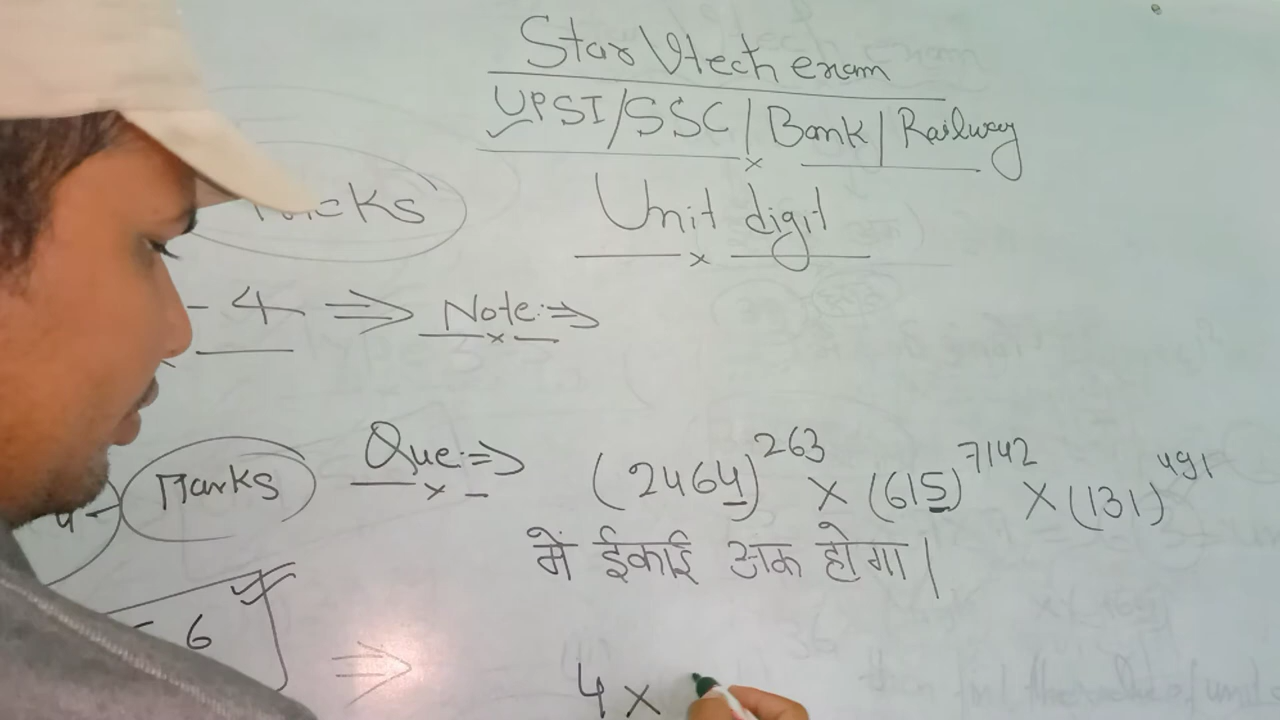 Star Vtech exam
UPSI/SSC/Bank/Railway
Unit digit
- 4 ⇒ Note:⇒
Marks
Que:⇒ (2464)^263 × (615)^7142 × (131)^491
में ईकाई अंक होगा।
- 6
⇒ 4 ×